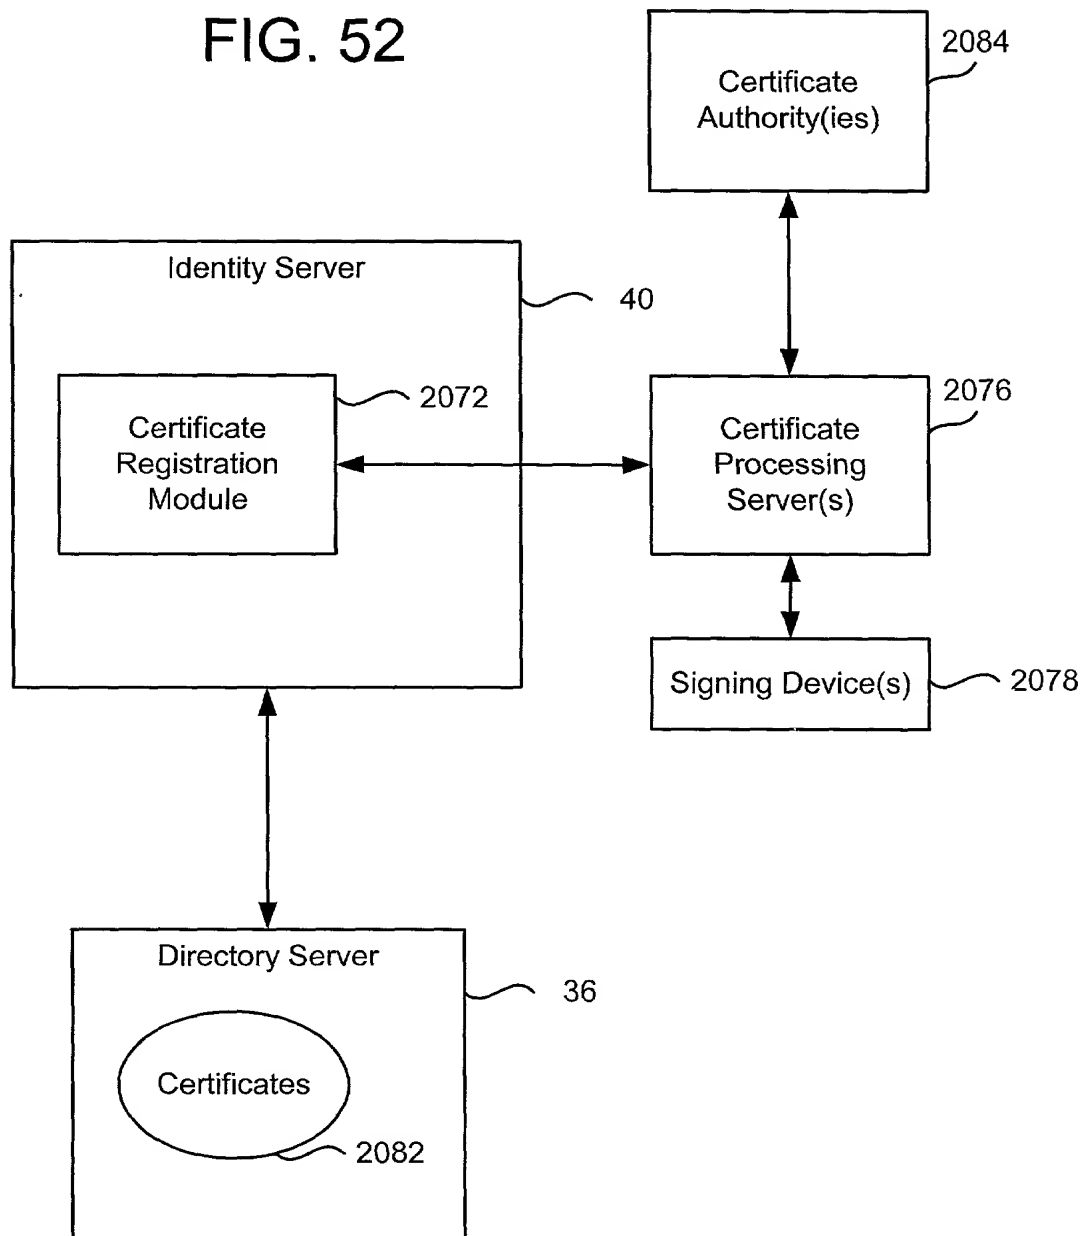 FIG. 52
Certificate
Authority(ies)
2084
Identity Server
40
Certificate
Registration
Module
2072
Certificate
Processing
Server(s)
2076
Signing Device(s)
2078
Directory Server
36
Certificates
2082